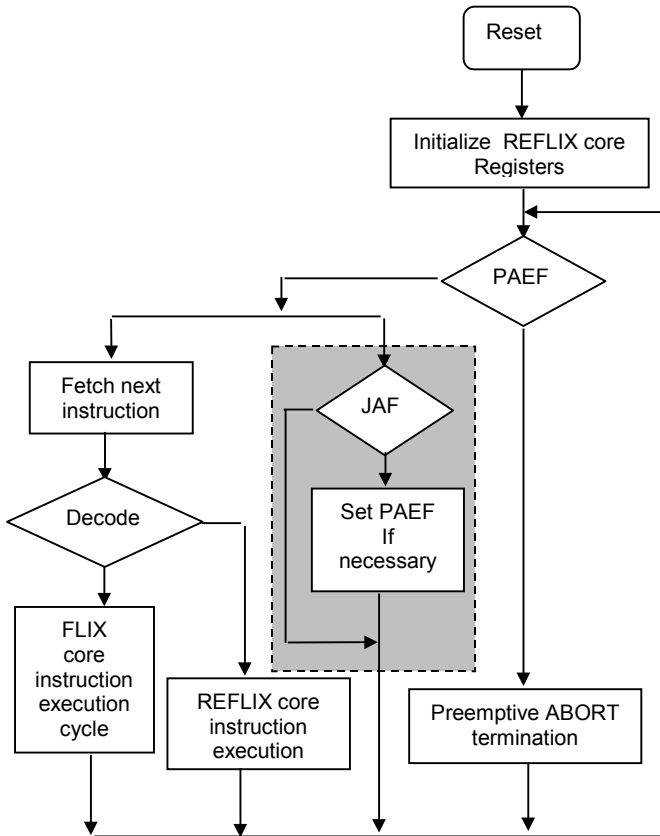 Reset
Initialize REFLIX core
Registers
PAEF
Fetch next
instruction
JAF
Decode
Set PAEF
If
necessary
FLIX
core
instruction
execution
cycle
REFLIX core
instruction
execution
Preemptive ABORT
termination